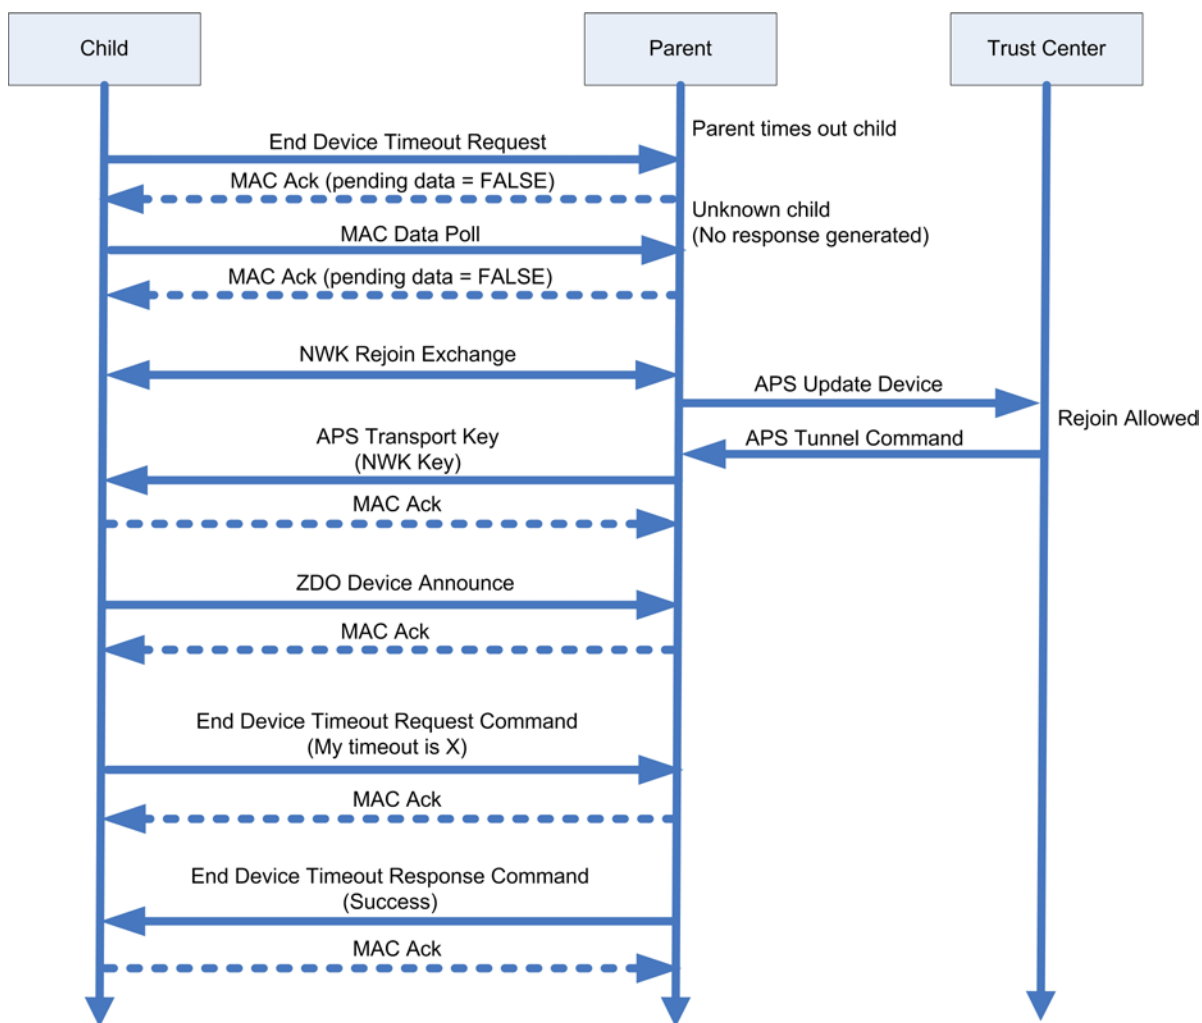 Child
Parent
Trust Center
Parent times out child
End Device Timeout Request
MAC Ack (pending data = FALSE)
Unknown child
(No response generated)
MAC Data Poll
MAC Ack (pending data = FALSE)
NWK Rejoin Exchange
APS Update Device
Rejoin Allowed
APS Tunnel Command
APS Transport Key
(NWK Key)
MAC Ack
ZDO Device Announce
MAC Ack
End Device Timeout Request Command
(My timeout is X)
MAC Ack
End Device Timeout Response Command
(Success)
MAC Ack